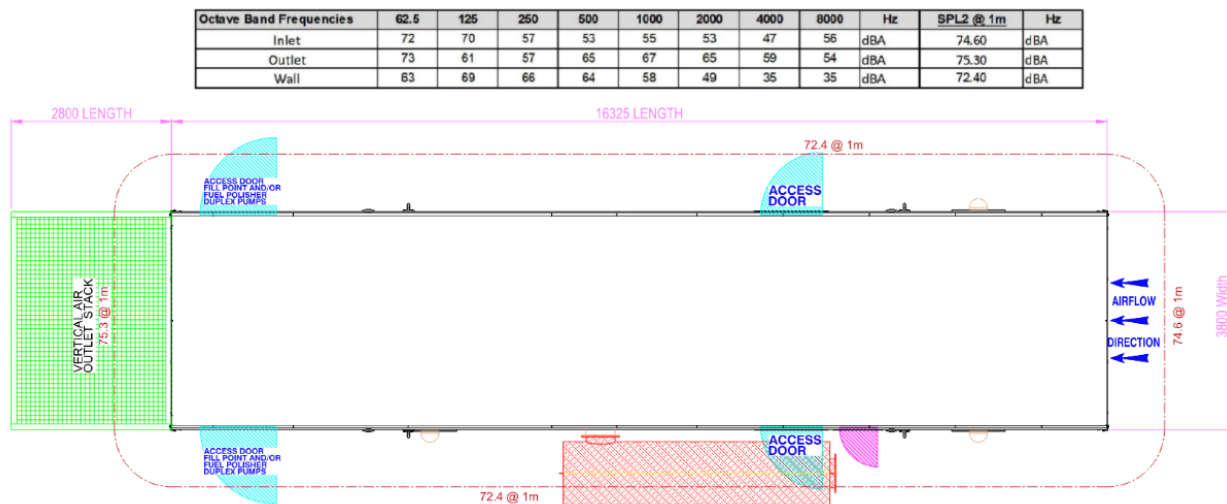 Octave Band Frequencies 62.5 125 250 500 1000 2000 4000 8000 Hz SPL2 @ 1m Hz
Inlet 72 70 57 53 55 53 47 56 dBA 74.60 dBA
Outlet 73 61 57 65 67 65 59 54 dBA 75.30 dBA
Wall 63 69 66 64 58 49 35 35 dBA 72.40 dBA
2800 LENGTH
16325 LENGTH
72.4 @ 1m
ACCESS DOOR
FILL POINT AND/OR
FUEL POLISHER
DUPLEX PUMPS
ACCESS
DOOR
VERTICAL AIR
OUTLET STACK
75.3 @ 1m
AIRFLOW
DIRECTION
74.6 @ 1m
3800 Width
ACCESS DOOR
FILL POINT AND/OR
FUEL POLISHER
DUPLEX PUMPS
ACCESS
DOOR
72.4 @ 1m